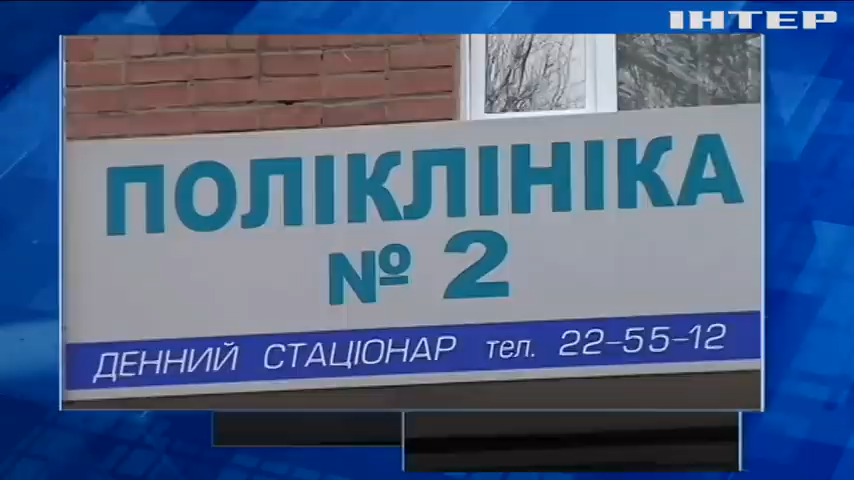 ІНТЕР
ПОЛІКЛІНІКА
№ 2
ДЕННИЙ СТАЦІОНАР тел. 22-55-12